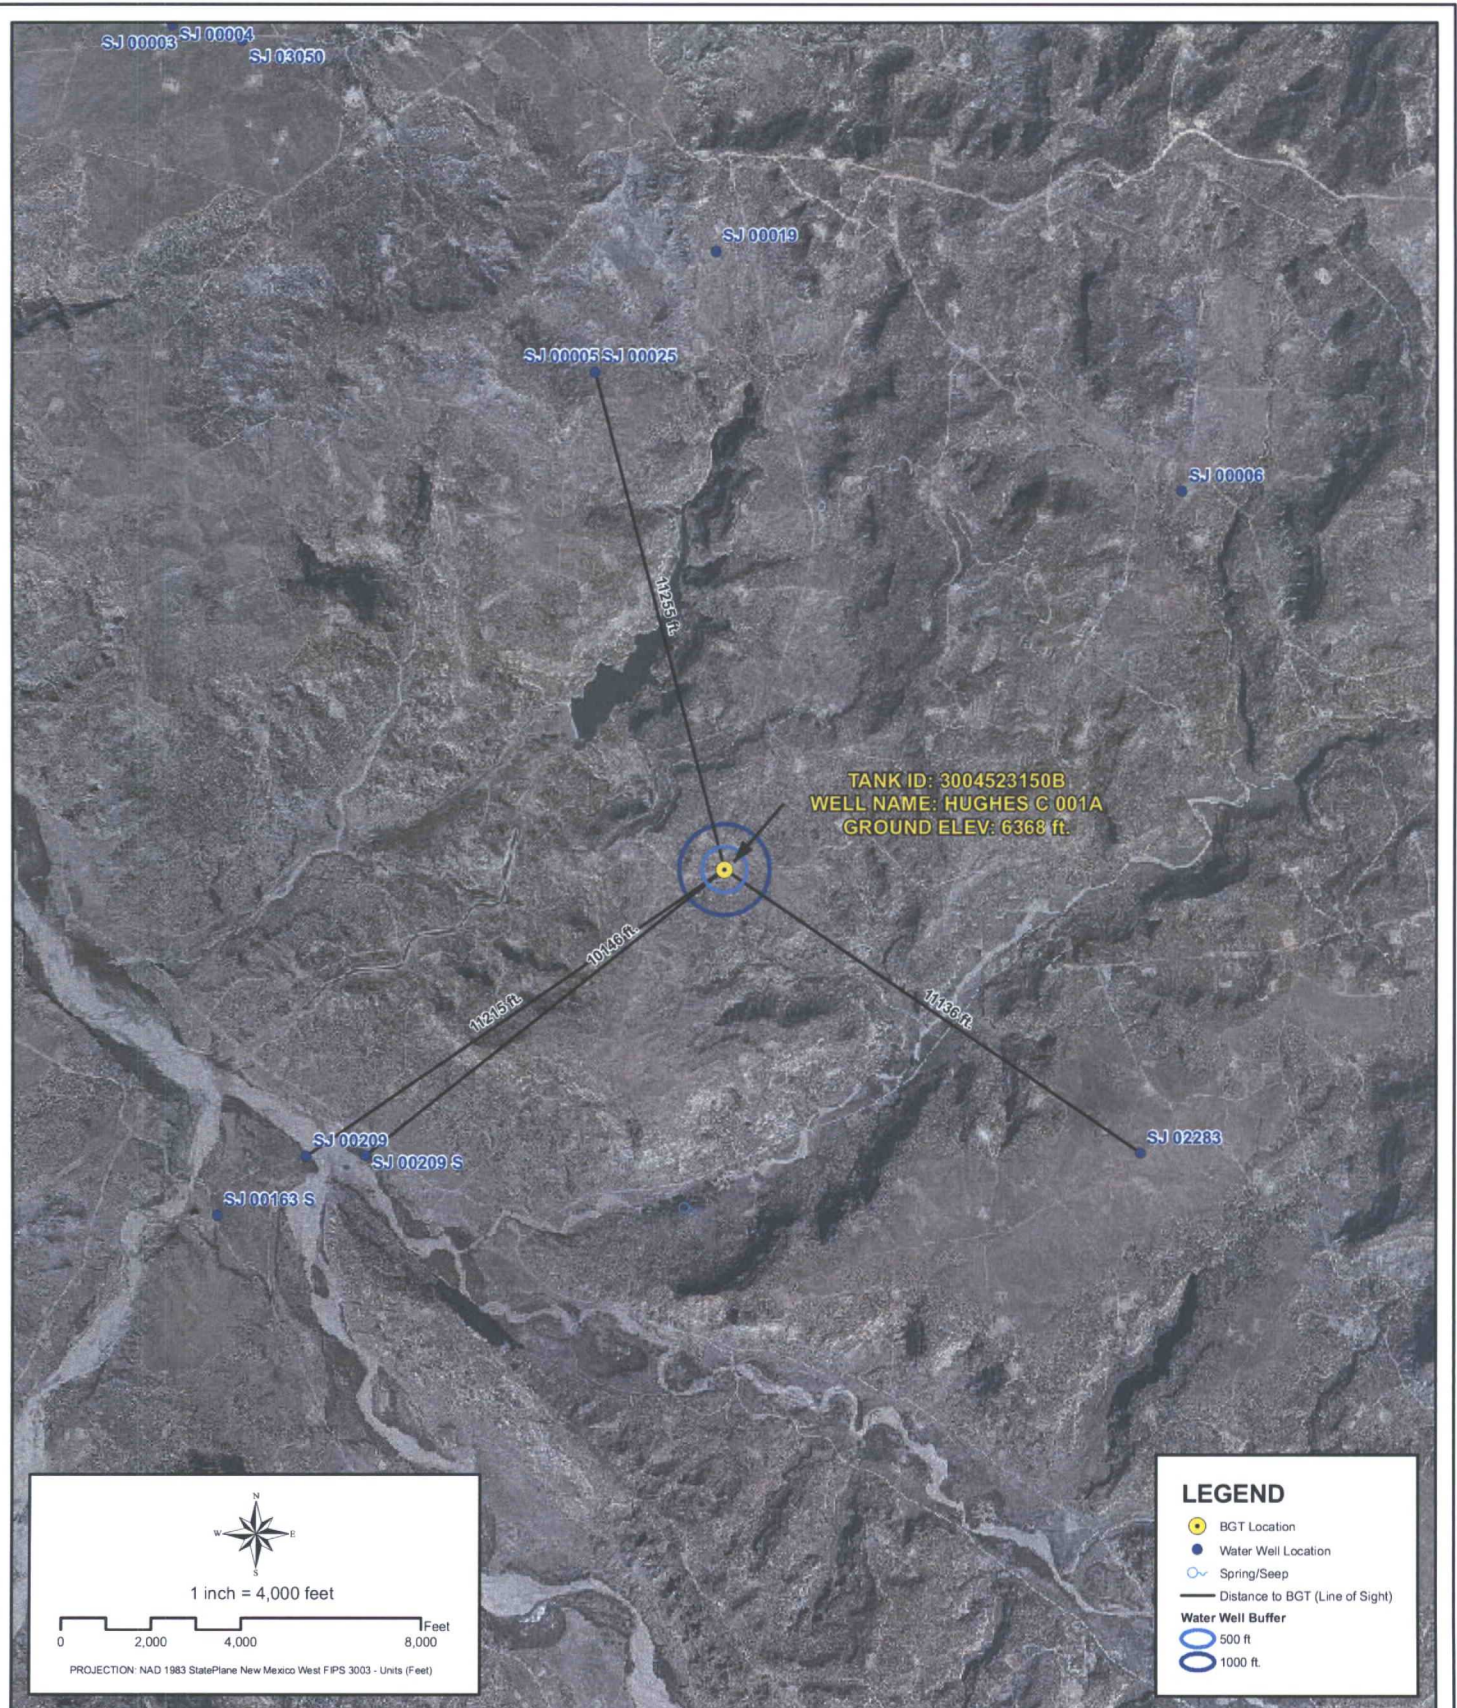 SJ 00003
SJ 00004
SJ 03050
SJ 00019
SJ 00005
SJ 00025
SJ 00006
11255 ft.
TANK ID: 3004523150B
WELL NAME: HUGHES C 001A
GROUND ELEV: 6368 ft.
10146 ft.
11215 ft.
11136 ft.
SJ 00209
SJ 00209 S
SJ 02283
SJ 00163 S
N
W
E
S
1 inch = 4,000 feet
Feet
0 2,000 4,000 8,000
PROJECTION: NAD 1983 StatePlane New Mexico West FIPS 3003 - Units (Feet)
LEGEND
BGT Location
Water Well Location
Spring/Seep
Distance to BGT (Line of Sight)
Water Well Buffer
500 ft
1000 ft.